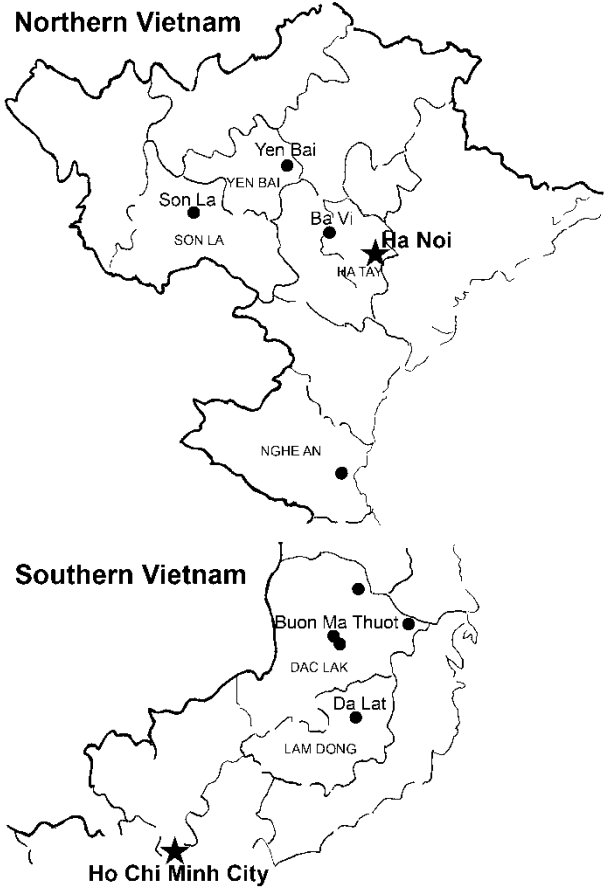 Northern Vietnam
Yen Bai
YEN BAI
Son La
Ba Vi
SON LA
Ha Noi
HA TAY
NGHE AN
Southern Vietnam
Buon Ma Thuot
DAC LAK
Da Lat
LAM DONG
Ho Chi Minh City